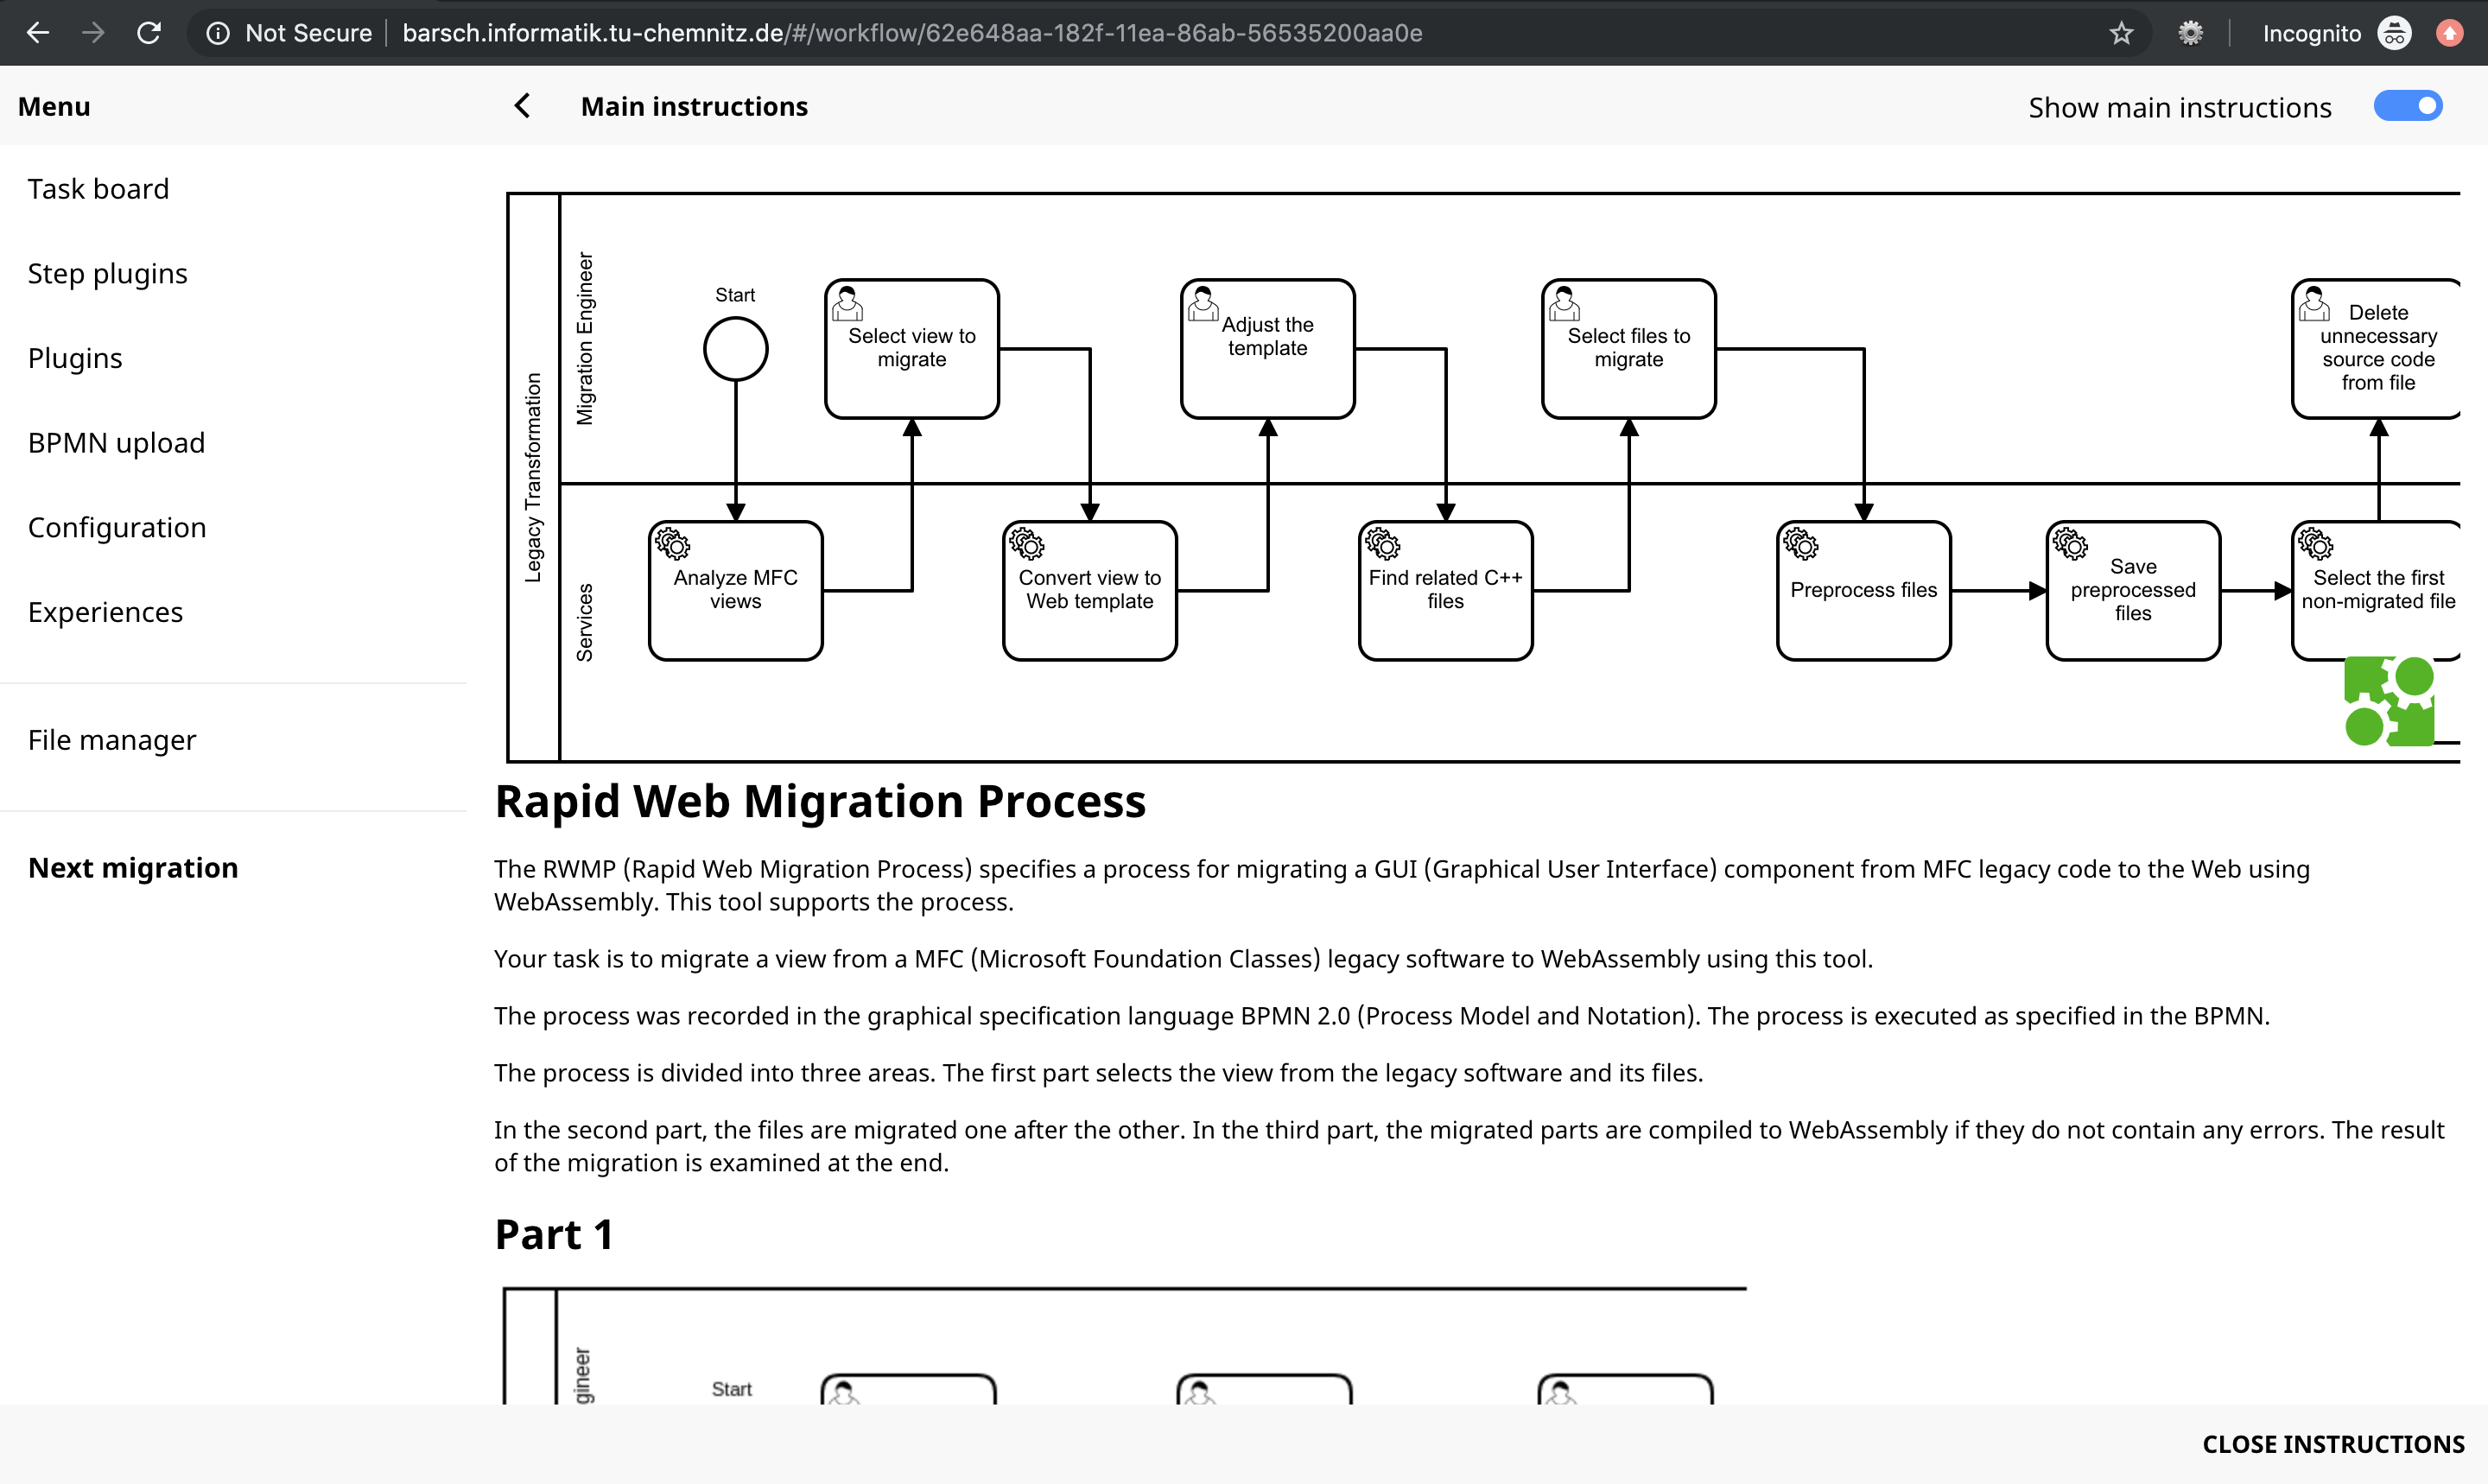 Not Secure
barsch.informatik.tu-chemnitz.de/#/workflow/62e648aa-182f-11ea-86ab-56535200aa0e
Incognito
Menu
Main instructions
Show main instructions
Task board
Step plugins
Plugins
BPMN upload
Configuration
Experiences
File manager
Next migration
Legacy Transformation
Migration Engineer
Start
Select view to
migrate
Adjust the
template
Select files to
migrate
Delete
unnecessary
source code
from file
Services
Analyze MFC
views
Convert view to
Web template
Find related C++
files
Preprocess files
Save
preprocessed
files
Select the first
non-migrated file
Rapid Web Migration Process
The RWMP (Rapid Web Migration Process) specifies a process for migrating a GUI (Graphical User Interface) component from MFC legacy code to the Web using
WebAssembly. This tool supports the process.
Your task is to migrate a view from a MFC (Microsoft Foundation Classes) legacy software to WebAssembly using this tool.
The process was recorded in the graphical specification language BPMN 2.0 (Process Model and Notation). The process is executed as specified in the BPMN.
The process is divided into three areas. The first part selects the view from the legacy software and its files.
In the second part, the files are migrated one after the other. In the third part, the migrated parts are compiled to WebAssembly if they do not contain any errors. The result
of the migration is examined at the end.
Part 1
gineer
Start
CLOSE INSTRUCTIONS